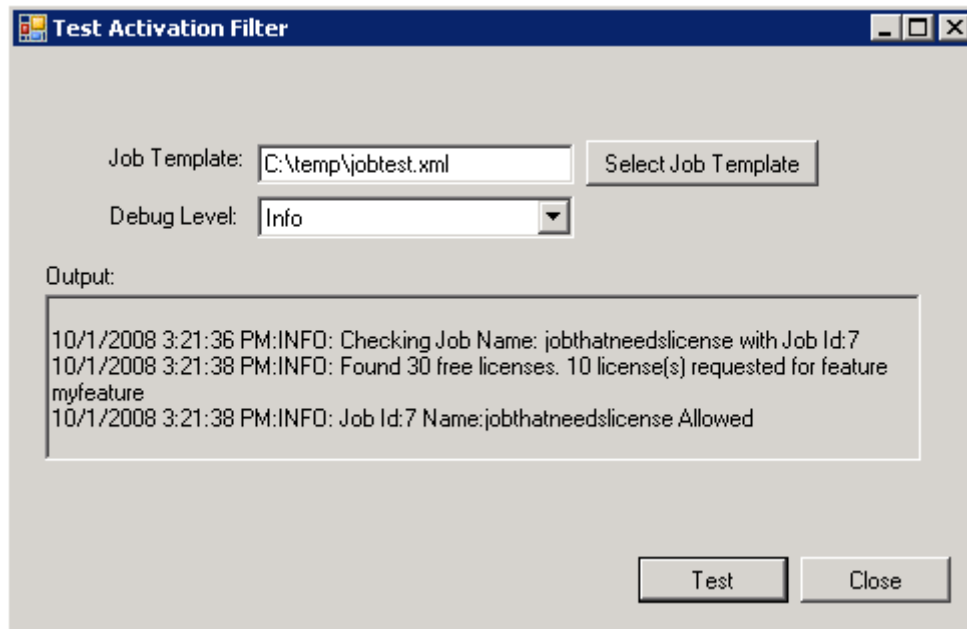 Test Activation Filter
Job Template: C:\temp\jobtest.xml Select Job Template
Debug Level: Info
Output:
10/1/2008 3:21:36 PM:INFO: Checking Job Name: jobthatneedslicense with Job Id:7
10/1/2008 3:21:38 PM:INFO: Found 30 free licenses. 10 license(s) requested for feature
myfeature
10/1/2008 3:21:38 PM:INFO: Job Id:7 Name:jobthatneedslicense Allowed
Test Close